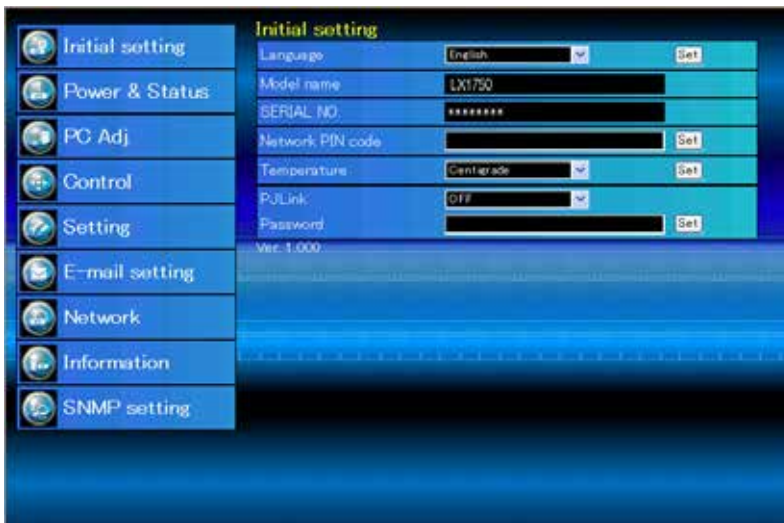 Initial setting
Power & Status
PC Adj.
Control
Setting
E-mail setting
Network
Information
SNMP setting
Initial setting
Language English Set
Model name LX1750
SERIAL NO. ********
Network PIN code Set
Temperature Centigrade Set
PJLink OFF
Password Set
Ver. 1.000